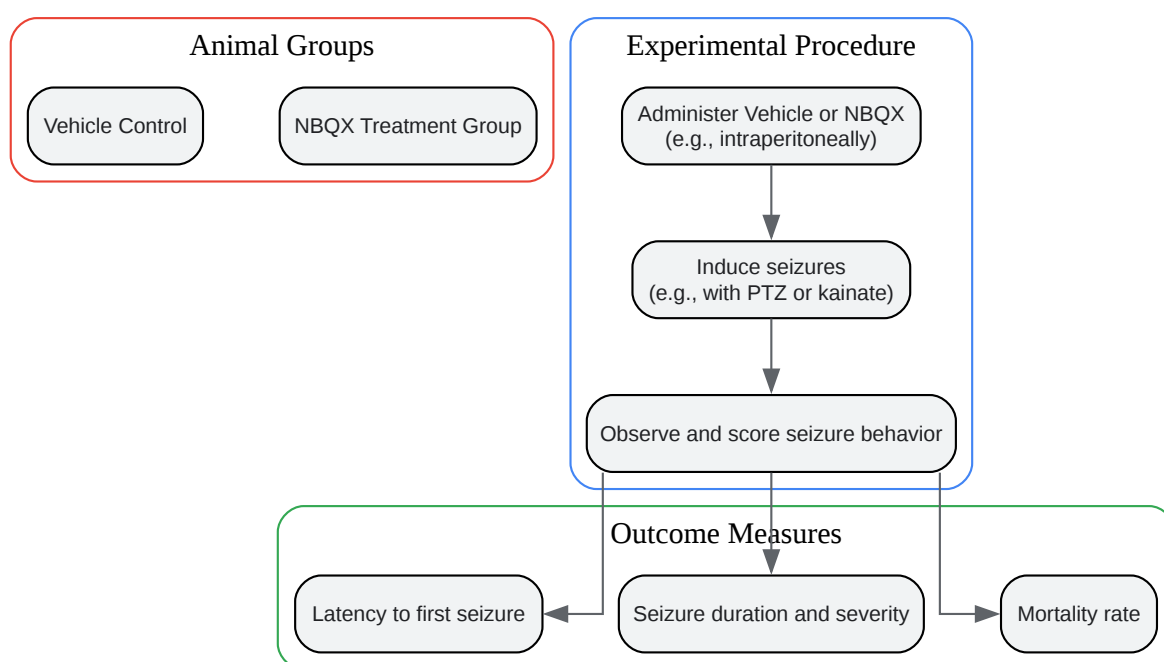 Animal Groups
Vehicle Control
NBQX Treatment Group
Experimental Procedure
Administer Vehicle or NBQX
(e.g., intraperitoneally)
Induce seizures
(e.g., with PTZ or kainate)
Observe and score seizure behavior
Outcome Measures
Latency to first seizure
Seizure duration and severity
Mortality rate